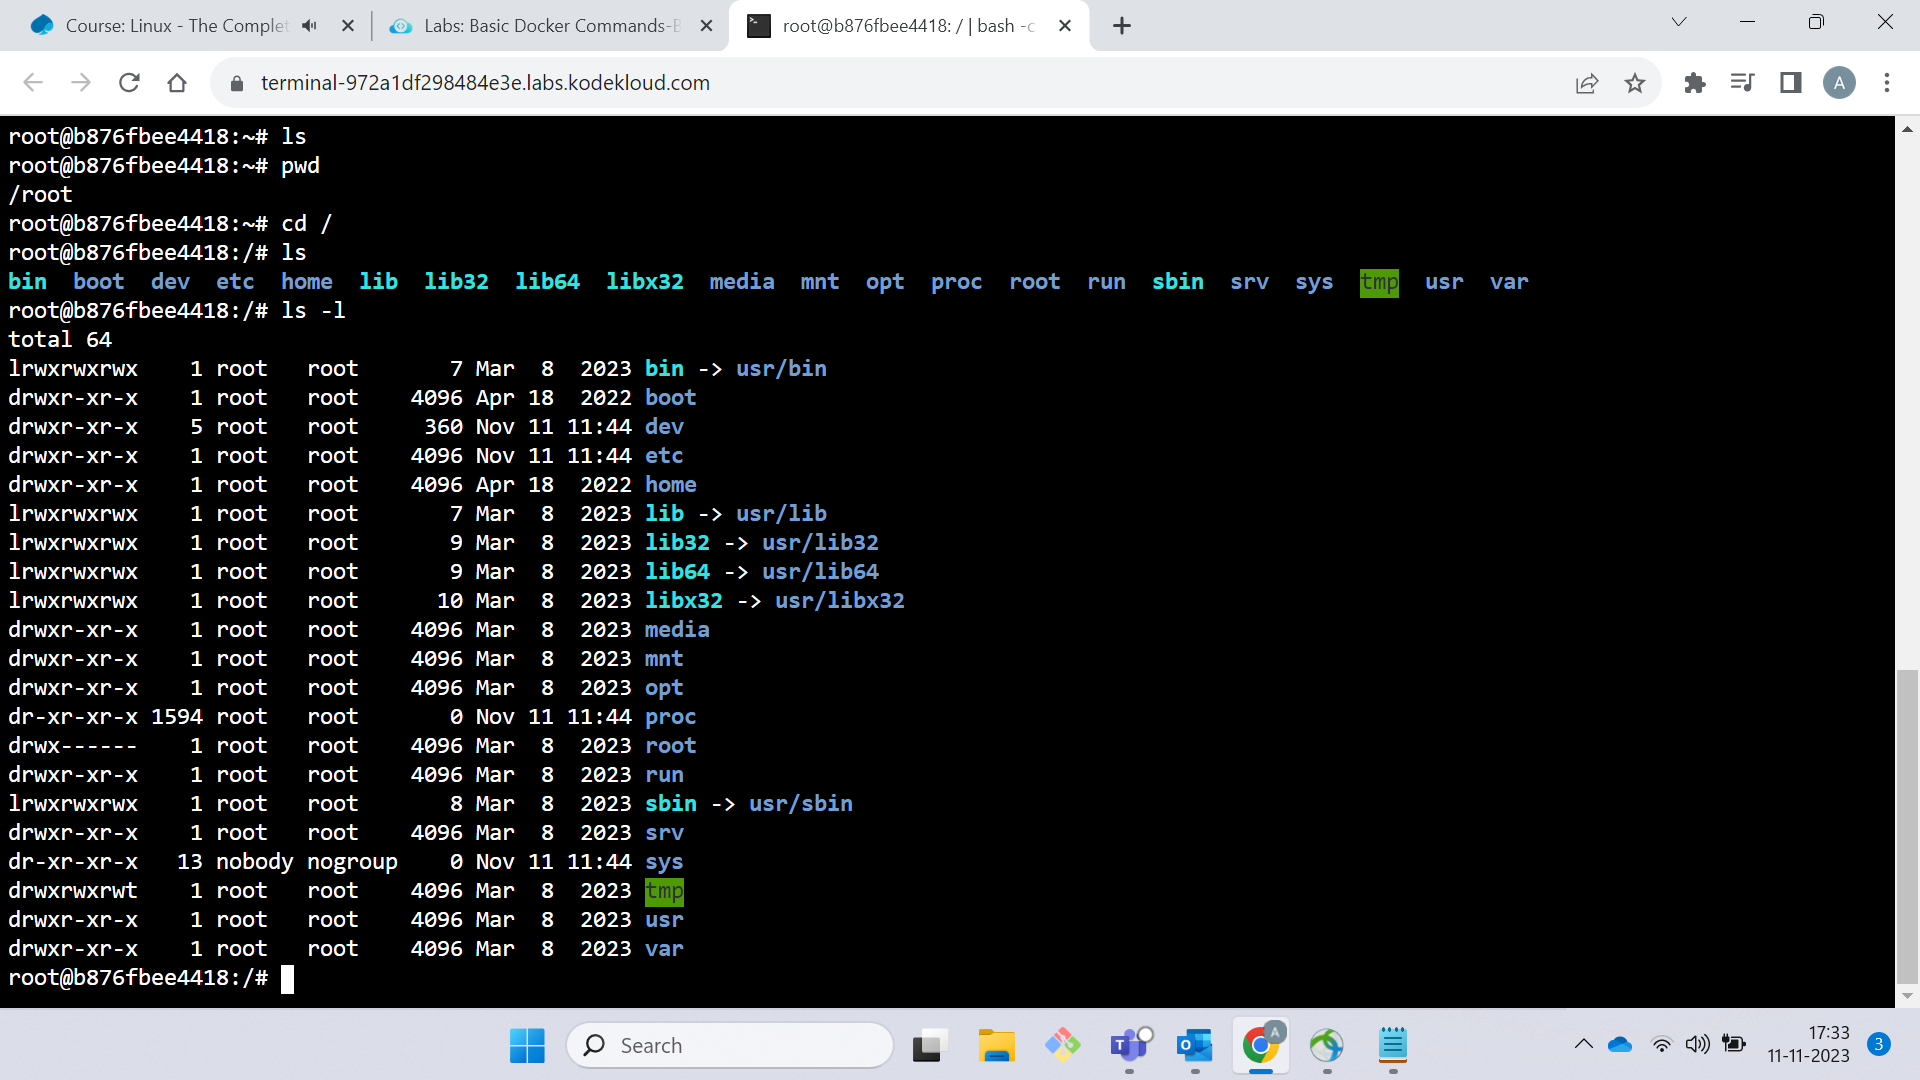 Course: Linux - The Complet
Labs: Basic Docker Commands-B
root@b876fbee4418: / | bash -c
terminal-972a1df298484e3e.labs.kodekloud.com
A
root@b876fbee4418:~# ls
root@b876fbee4418:~# pwd
/root
root@b876fbee4418:~# cd /
root@b876fbee4418:/# ls
bin  boot  dev  etc  home  lib  lib32  lib64  libx32  media  mnt  opt  proc  root  run  sbin  srv  sys  tmp  usr  var
root@b876fbee4418:/# ls -l
total 64
lrwxrwxrwx    1 root   root       7 Mar  8  2023 bin -> usr/bin
drwxr-xr-x    1 root   root    4096 Apr 18  2022 boot
drwxr-xr-x    5 root   root     360 Nov 11 11:44 dev
drwxr-xr-x    1 root   root    4096 Nov 11 11:44 etc
drwxr-xr-x    1 root   root    4096 Apr 18  2022 home
lrwxrwxrwx    1 root   root       7 Mar  8  2023 lib -> usr/lib
lrwxrwxrwx    1 root   root       9 Mar  8  2023 lib32 -> usr/lib32
lrwxrwxrwx    1 root   root       9 Mar  8  2023 lib64 -> usr/lib64
lrwxrwxrwx    1 root   root      10 Mar  8  2023 libx32 -> usr/libx32
drwxr-xr-x    1 root   root    4096 Mar  8  2023 media
drwxr-xr-x    1 root   root    4096 Mar  8  2023 mnt
drwxr-xr-x    1 root   root    4096 Mar  8  2023 opt
dr-xr-xr-x 1594 root   root       0 Nov 11 11:44 proc
drwx------    1 root   root    4096 Mar  8  2023 root
drwxr-xr-x    1 root   root    4096 Mar  8  2023 run
lrwxrwxrwx    1 root   root       8 Mar  8  2023 sbin -> usr/sbin
drwxr-xr-x    1 root   root    4096 Mar  8  2023 srv
dr-xr-xr-x   13 nobody nogroup    0 Nov 11 11:44 sys
drwxrwxrwt    1 root   root    4096 Mar  8  2023 tmp
drwxr-xr-x    1 root   root    4096 Mar  8  2023 usr
drwxr-xr-x    1 root   root    4096 Mar  8  2023 var
root@b876fbee4418:/#
Search
T
O
A
17:33
11-11-2023
3